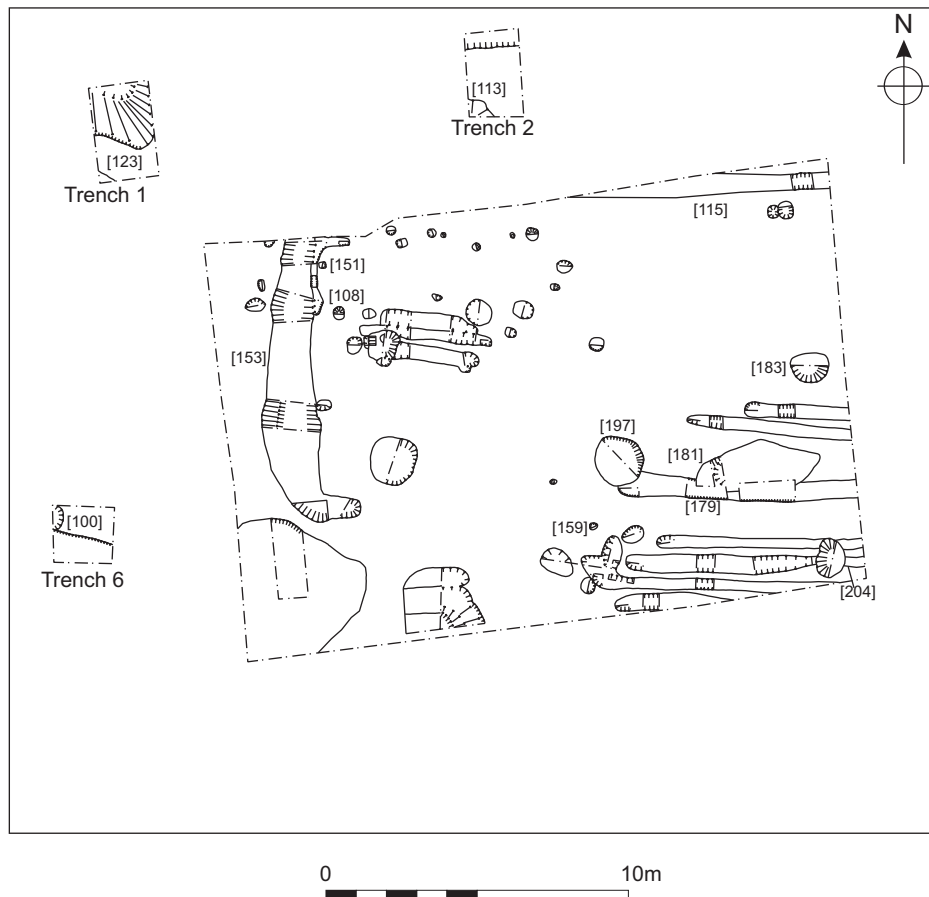 N
[113]
Trench 2
[123]
Trench 1
[115]
[151]
[108]
[153]
[183]
[197]
[181]
[179]
[100]
Trench 6
[159]
[204]
0 10m